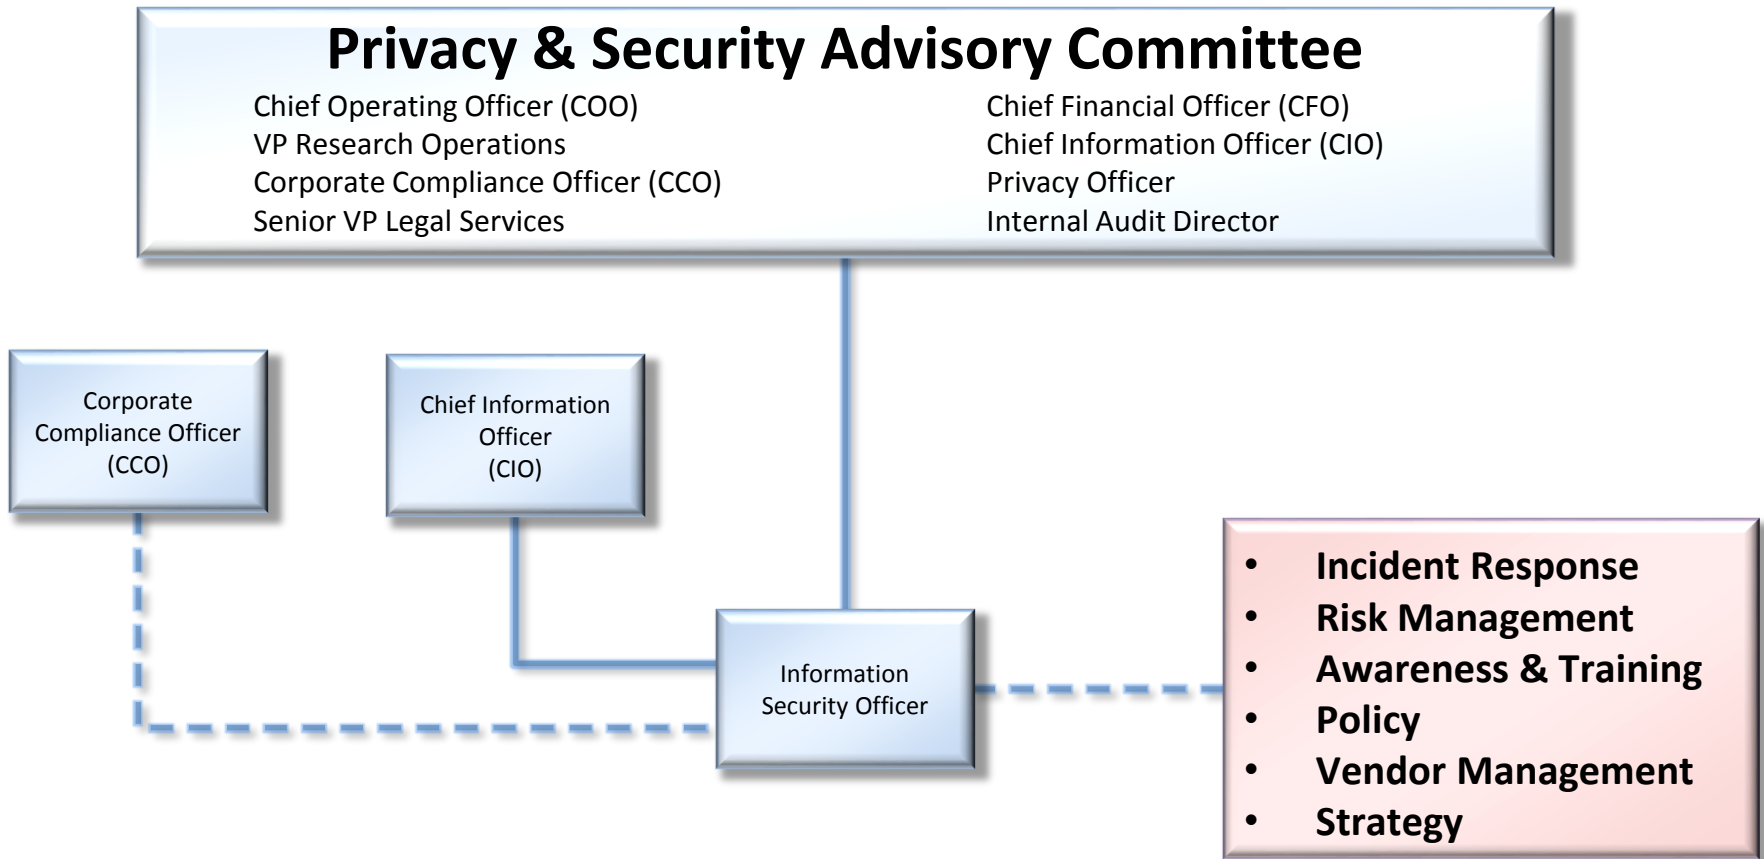 Privacy & Security Advisory Committee
Chief Operating Officer (COO)
VP Research Operations
Corporate Compliance Officer (CCO)
Senior VP Legal Services
Chief Financial Officer (CFO)
Chief Information Officer (CIO)
Privacy Officer
Internal Audit Director
Corporate
Compliance Officer
(CCO)
Chief Information
Officer
(CIO)
Information
Security Officer
• Incident Response
• Risk Management
• Awareness & Training
• Policy
• Vendor Management
• Strategy